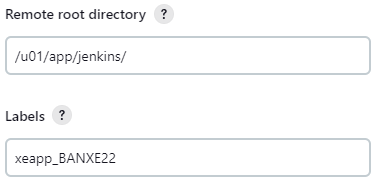 Remote root directory ?
/u01/app/jenkins/
Labels ?
xeapp_BANXE22